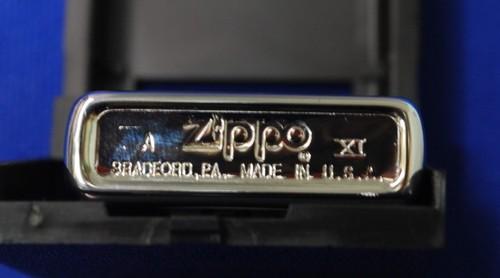 A Zippo XI
BRADFORD, PA. MADE IN U.S.A.